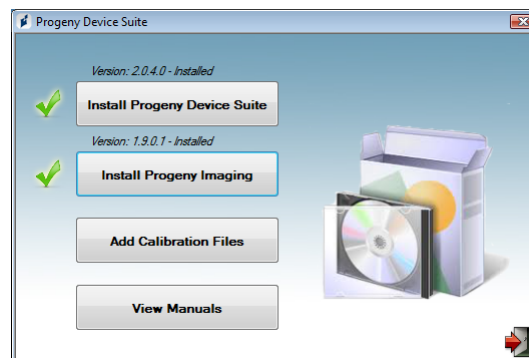 Progeny Device Suite
Version: 2.0.4.0 - Installed
Install Progeny Device Suite
Version: 1.9.0.1 - Installed
Install Progeny Imaging
Add Calibration Files
View Manuals